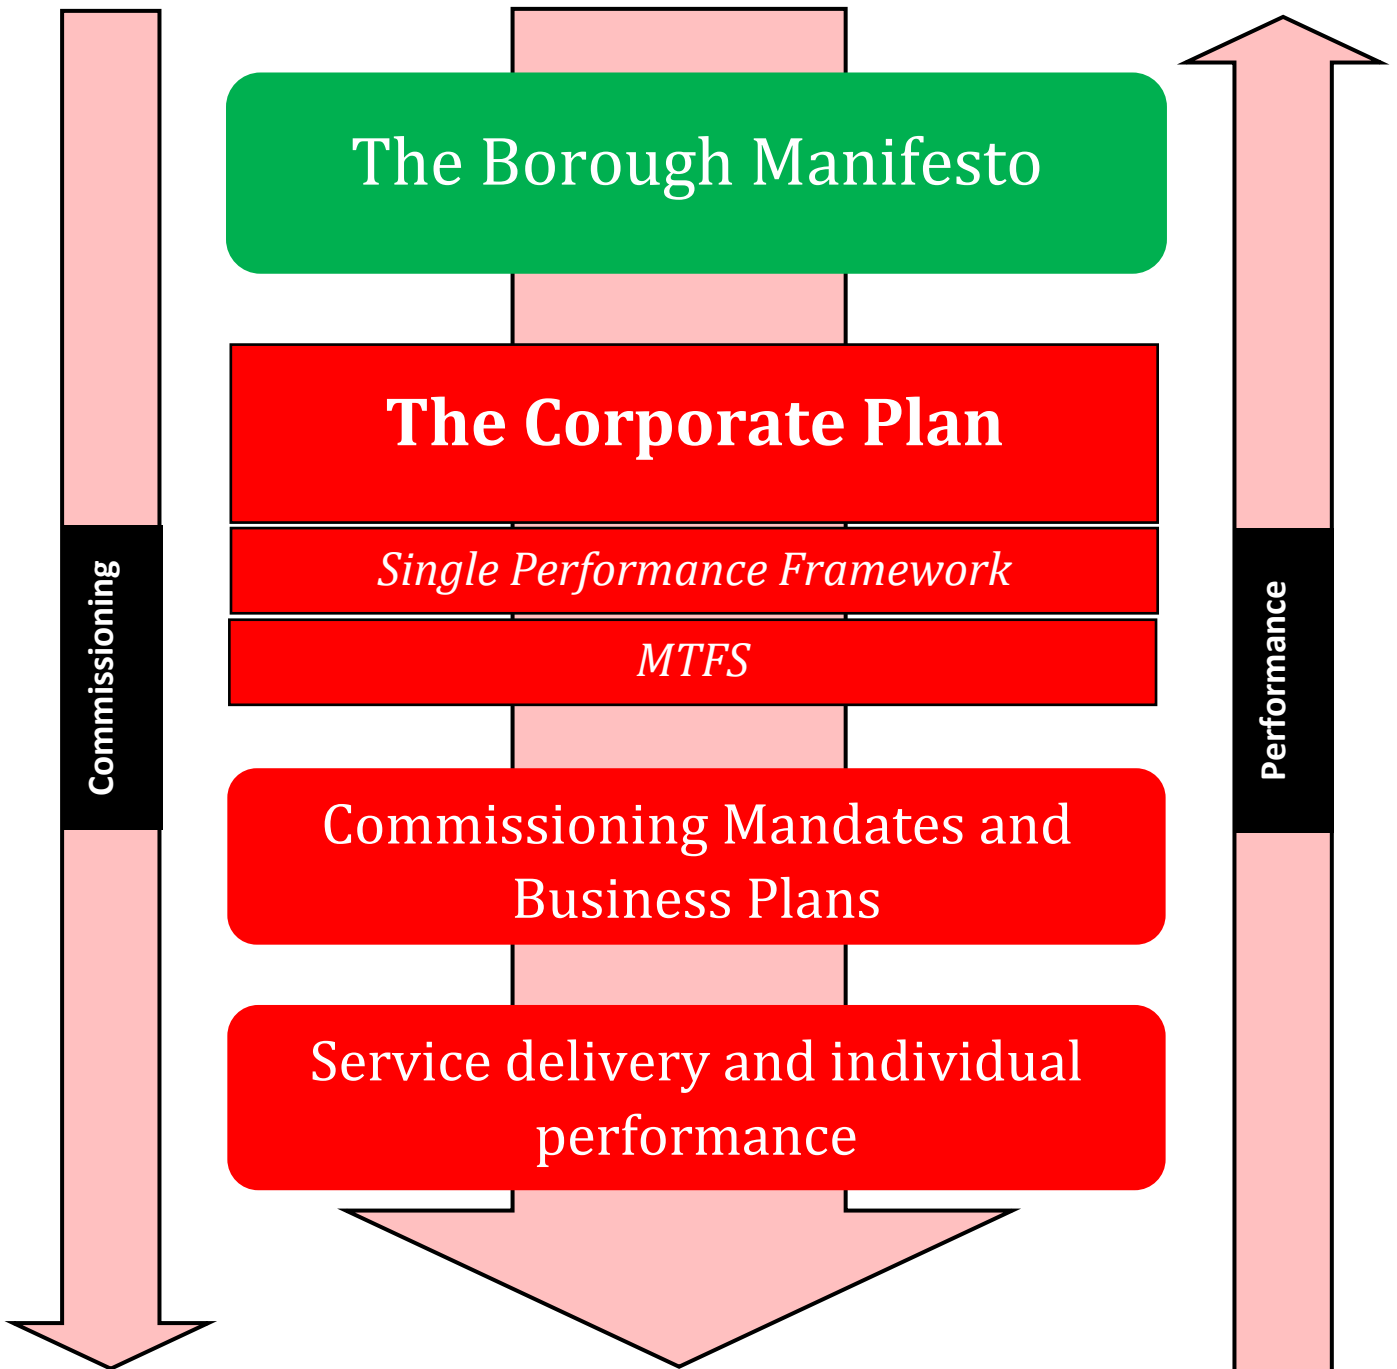 The Borough Manifesto
The Corporate Plan
Single Performance Framework
MTFS
Commissioning
Performance
Commissioning Mandates and
Business Plans
Service delivery and individual
performance